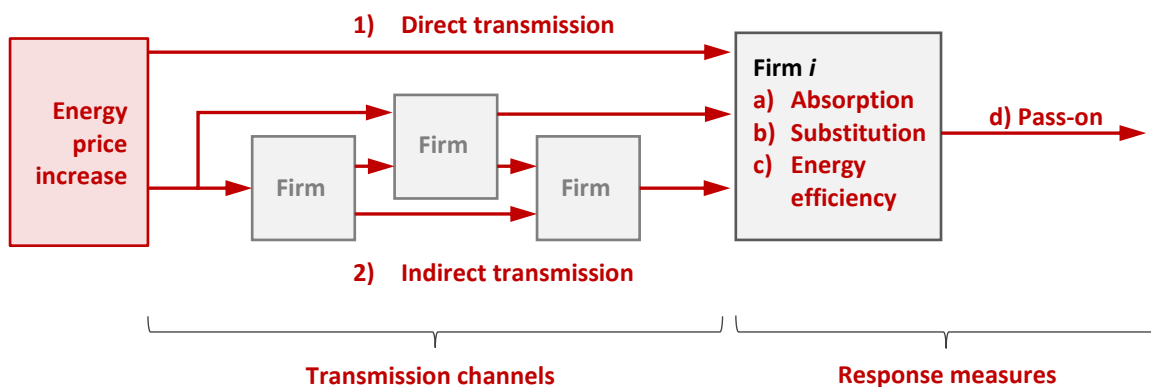 1) Direct transmission
Energy
price
increase
Firm
Firm
Firm
2) Indirect transmission
Firm i
a) Absorption
b) Substitution
c) Energy
efficiency
d) Pass-on
Transmission channels
Response measures